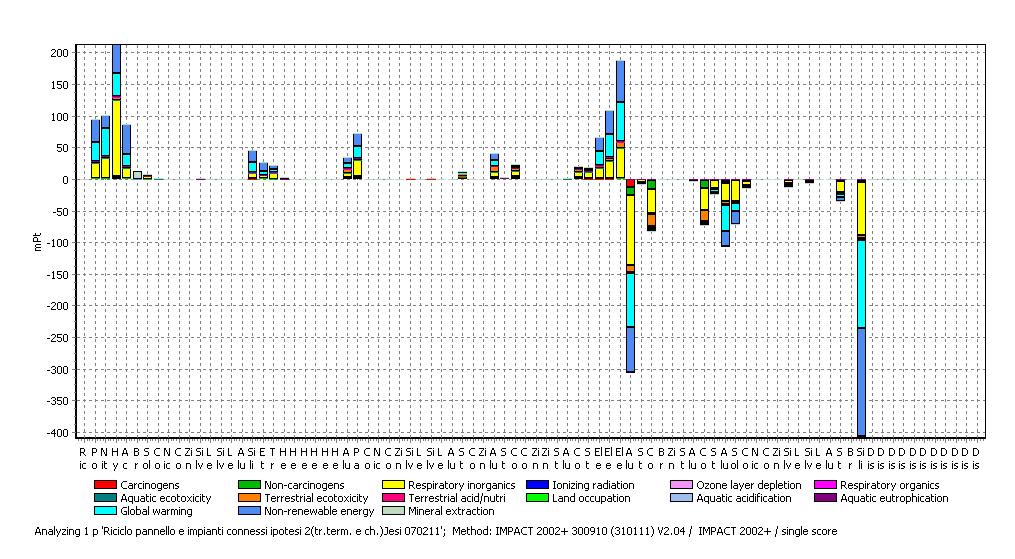 200
150
100
50
0
-50
-100
-150
-200
-250
-300
-350
-400
mPt
Carcinogens Non-carcinogens Respiratory inorganics Ionizing radiation Ozone layer depletion Respiratory organics
Aquatic ecotoxicity Terrestrial ecotoxicity Terrestrial acid/nutri Land occupation Aquatic acidification Aquatic eutrophication
Global warming Non-renewable energy Mineral extraction
Analyzing 1 p 'Riciclo pannello e impianti connessi ipotesi 2(tr.term. e ch.)Jesi 070211'; Method: IMPACT 2002+ 300910 (310111) V2.04 / IMPACT 2002+ / single score